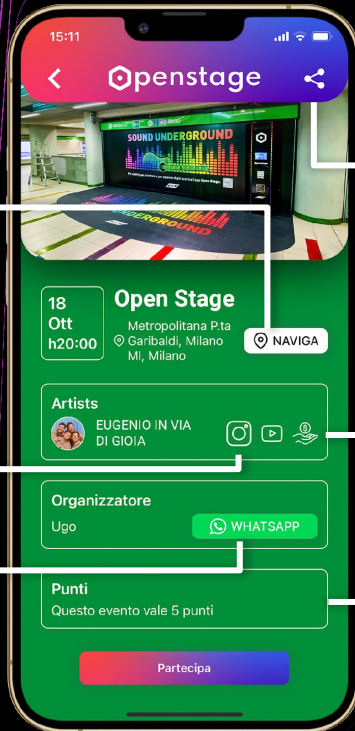 15:11
Openstage
SOUND UNDERGROUND
18
Ott
h20:00
Open Stage
Metropolitana P.ta
Garibaldi, Milano
MI, Milano
NAVIGA
Artists
EUGENIO IN VIA
DI GIOIA
Organizzatore
Ugo
WHATSAPP
Punti
Questo evento vale 5 punti
Partecipa